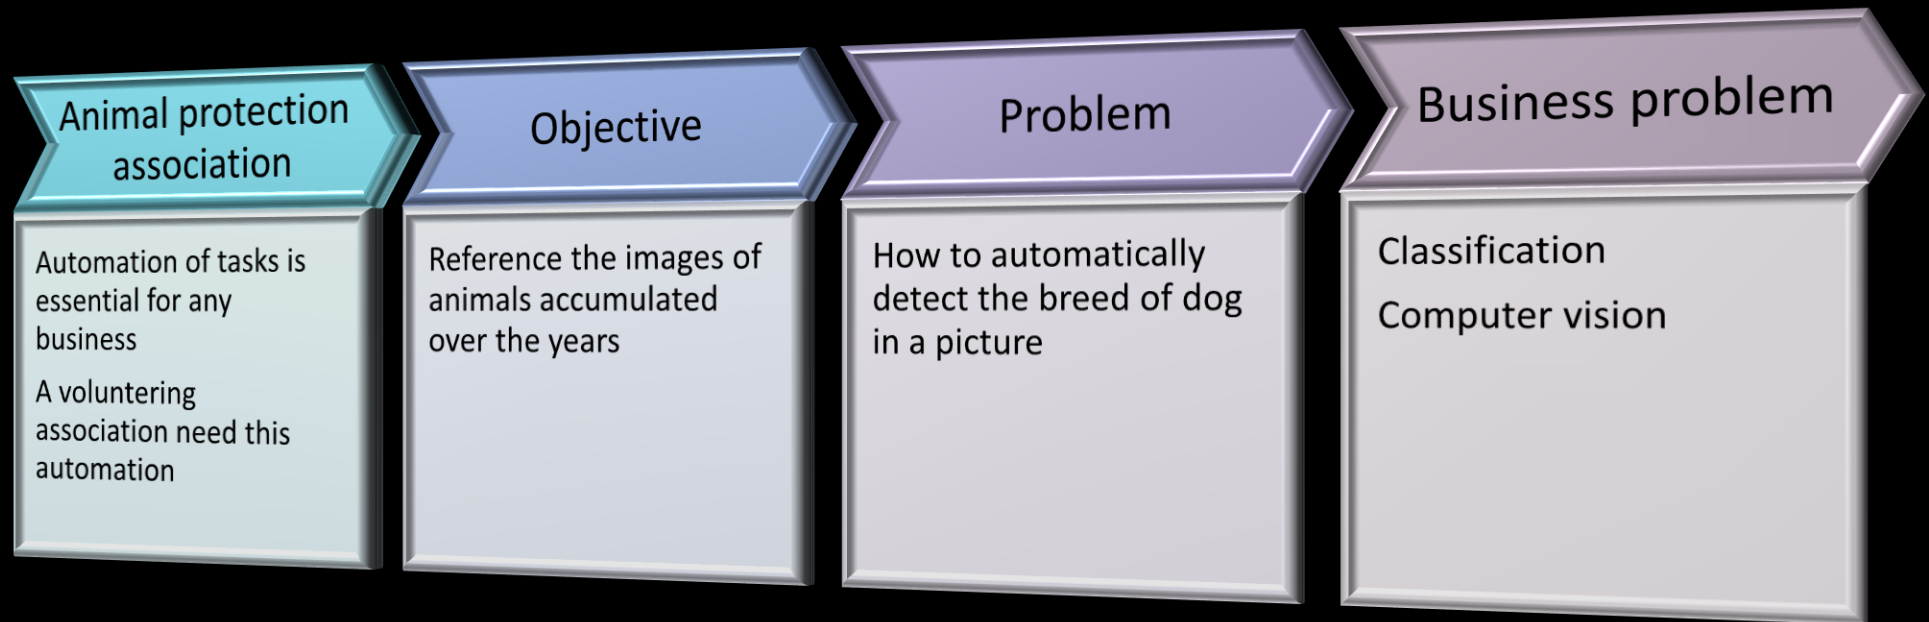 Animal protection
association
Automation of tasks is
essential for any
business
A voluntering
association need this
automation
Objective
Reference the images of
animals accumulated
over the years
Problem
How to automatically
detect the breed of dog
in a picture
Business problem
Classification
Computer vision